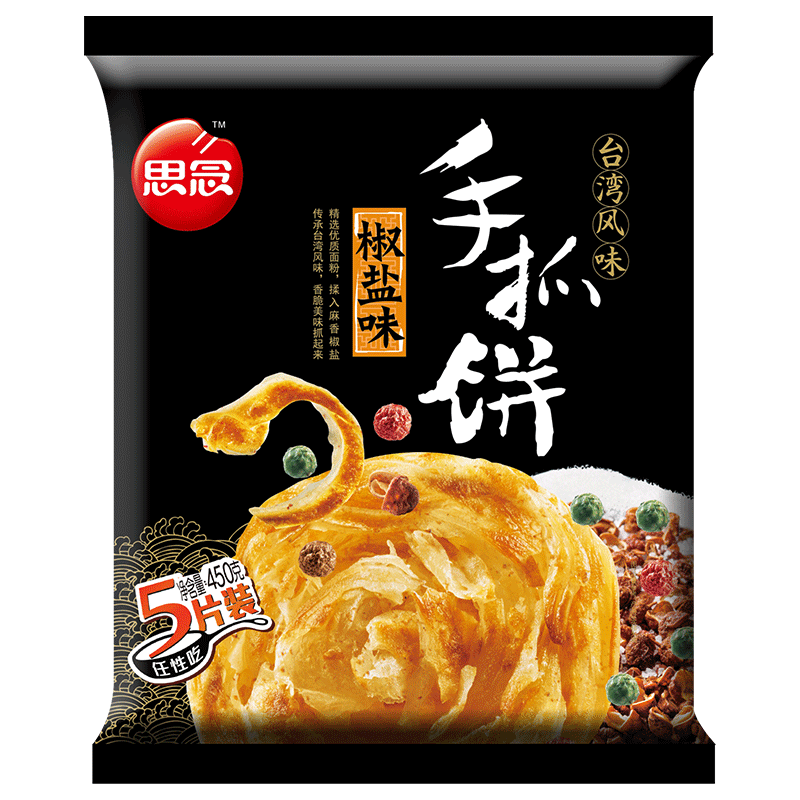 思念
TM
台湾风味
手抓饼
椒盐味
精选优质面粉,揉入麻香椒盐
传承台湾风味,香脆美味抓起来
净含量:450克
5片装
任性吃